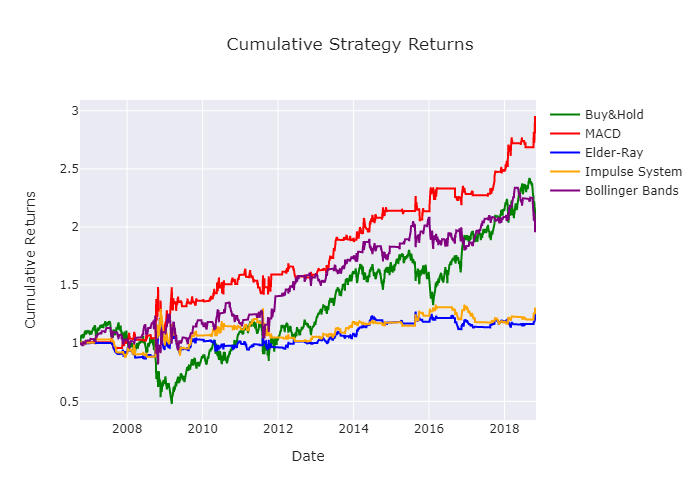 Cumulative Strategy Returns
3
2.5
2
1.5
1
0.5
Cumulative Returns
2008 2010 2012 2014 2016 2018
Date
Buy&Hold
MACD
Elder-Ray
Impulse System
Bollinger Bands